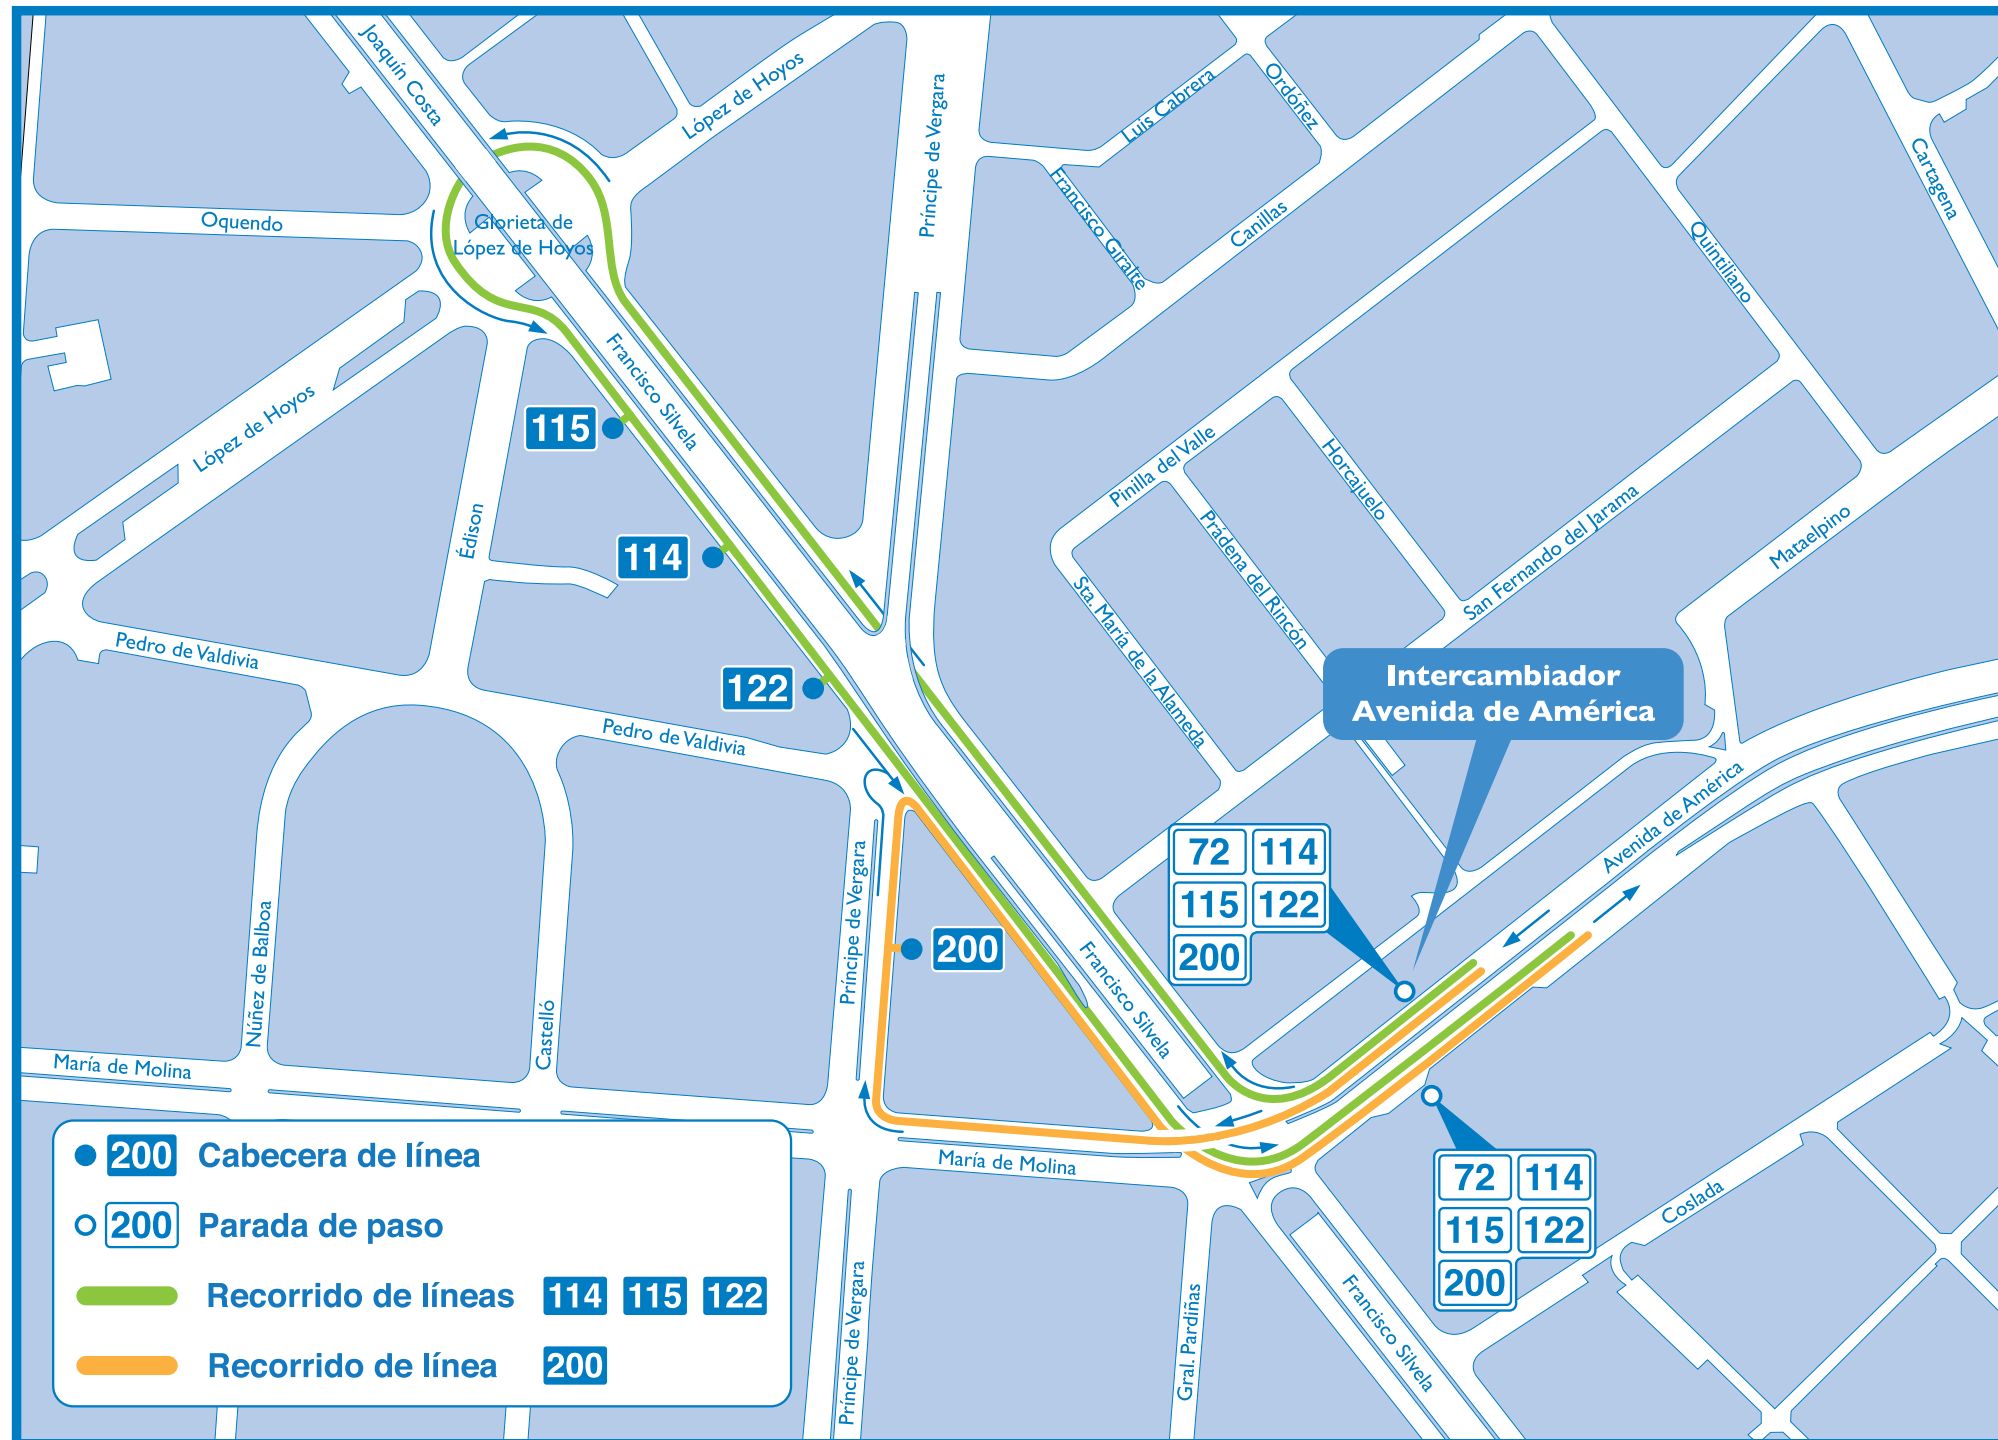 Joaquín Costa
López de Hoyos
Príncipe de Vergara
Luis Cabrera
Ordóñez
Cartagena
Oquendo
Glorieta de
López de Hoyos
Francisco Giralte
Canillas
Quintiliano
Francisco Silvela
López de Hoyos
115
Édison
114
Pinilla del Valle
Horcajuelo
Prádena del Rincón
San Fernando del Jarama
Mataelpino
Sta. María de la Alameda
Pedro de Valdivia
122
Pedro de Valdivia
Intercambiador
Avenida de América
Avenida de América
72 114
115 122
200
Núñez de Balboa
Castelló
Príncipe de Vergara
200
Francisco Silvela
María de Molina
María de Molina
72 114
115 122
200
Coslada
Príncipe de Vergara
Gral. Pardiñas
Francisco Silvela
200 Cabecera de línea
200 Parada de paso
Recorrido de líneas 114 115 122
Recorrido de línea 200